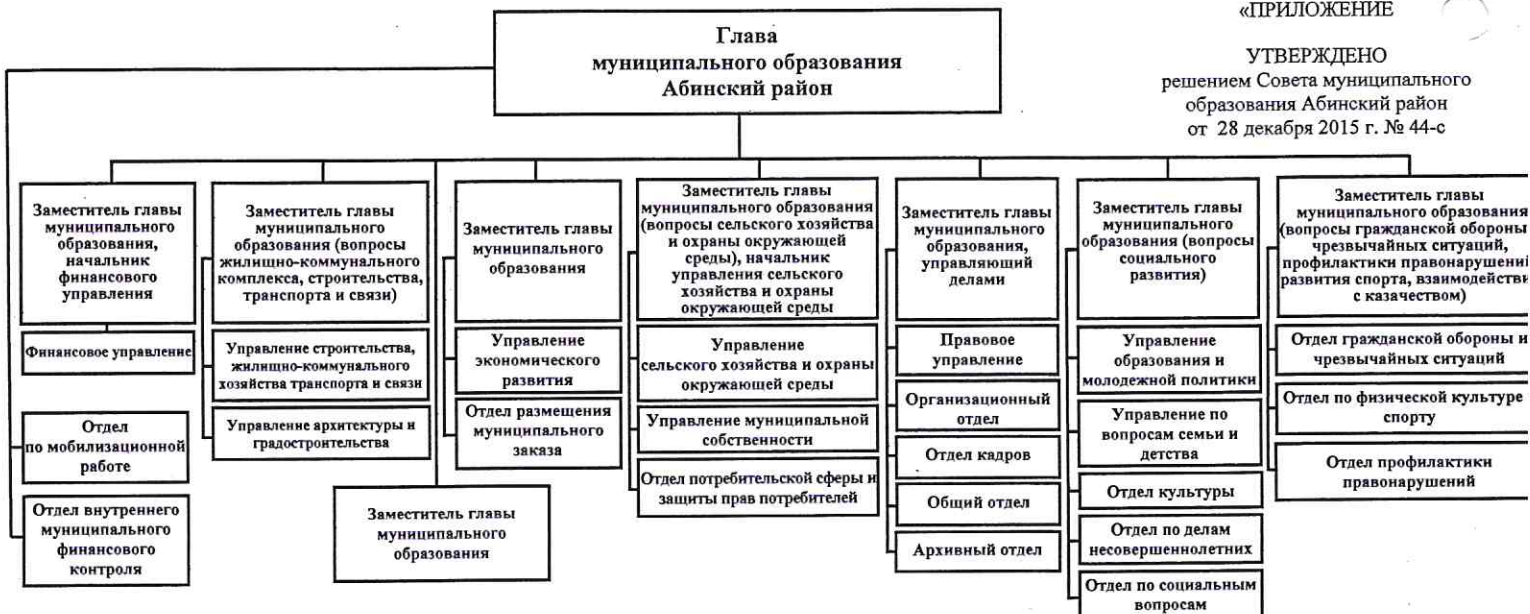 «ПРИЛОЖЕНИЕ
УТВЕРЖДЕНО
решением Совета муниципального
образования Абинский район
от 28 декабря 2015 г. № 44-с
Глава
муниципального образования
Абинский район
Заместитель главы
муниципального
образования,
начальник
финансового
управления
Финансовое управление
Отдел
по мобилизационной
работе
Отдел внутреннего
муниципального
финансового
контроля
Заместитель главы
муниципального
образования (вопросы
жилищно-коммунального
комплекса, строительства,
транспорта и связи)
Управление строительства,
жилищно-коммунального
хозяйства транспорта и связи
Управление архитектуры и
градостроительства
Заместитель главы
муниципального
образования
Заместитель главы
муниципального
образования
Управление
экономического
развития
Отдел размещения
муниципального
заказа
Заместитель главы
муниципального образования
(вопросы сельского хозяйства
и охраны окружающей
среды), начальник
управления сельского
хозяйства и охраны
окружающей среды
Управление
сельского хозяйства и охраны
окружающей среды
Управление муниципальной
собственности
Отдел потребительской сферы и
защиты прав потребителей
Заместитель главы
муниципального
образования,
управляющий
делами
Правовое
управление
Организационный
отдел
Отдел кадров
Общий отдел
Архивный отдел
Заместитель главы
муниципального
образования (вопросы
социального
развития)
Управление
образования и
молодежной политики
Управление по
вопросам семьи и
детства
Отдел культуры
Отдел по делам
несовершеннолетних
Отдел по социальным
вопросам
Заместитель главы
муниципального образования
(вопросы гражданской обороны
чрезвычайных ситуаций,
профилактики правонарушени
развития спорта, взаимодействи
с казачеством)
Отдел гражданской обороны и
чрезвычайных ситуаций
Отдел по физической культуре
спорту
Отдел профилактики
правонарушений